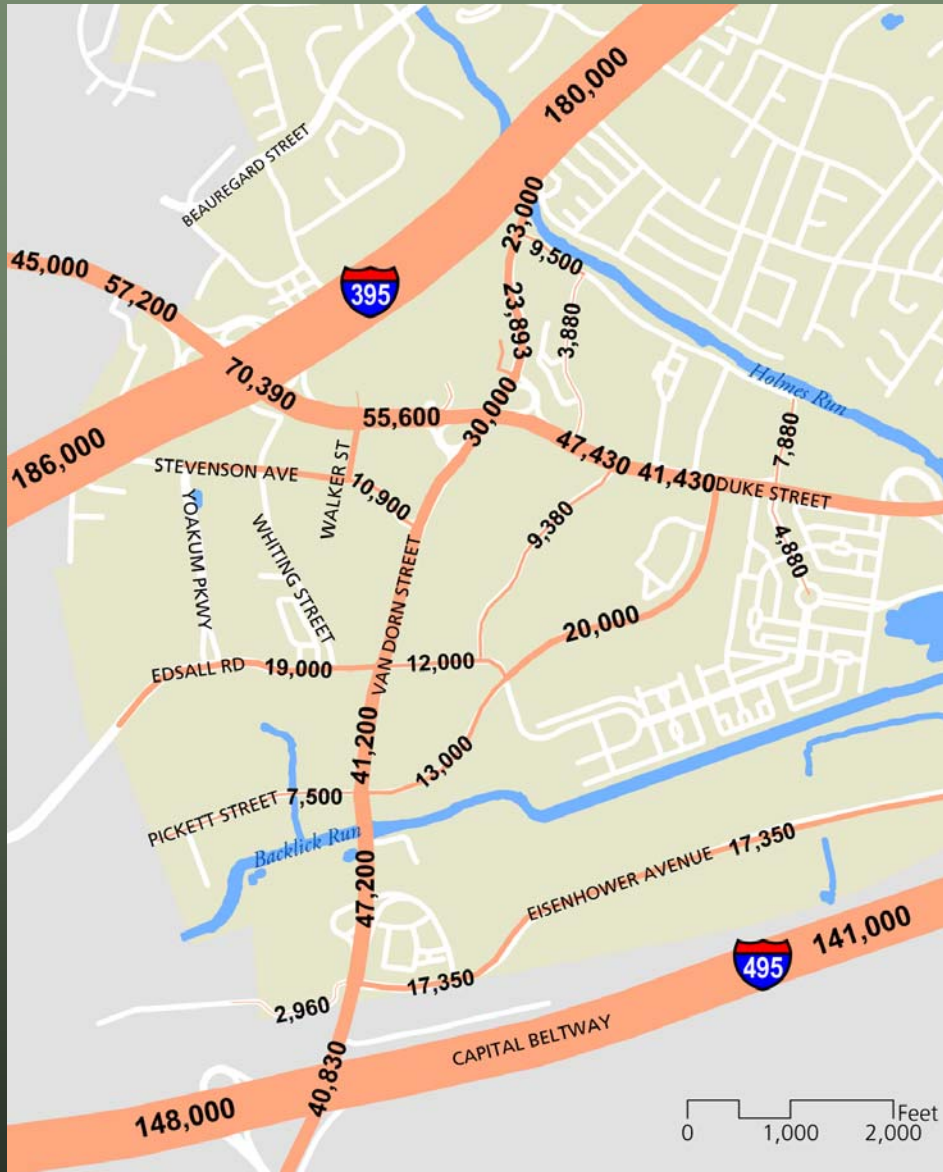 180,000
BEAUREGARD STREET
23,000
9,500
45,000
57,200
395
23,893
3,880
Holmes Run
70,390
55,600
30,000
7,880
186,000
47,430
41,430
DUKE STREET
STEVENSON AVE
10,900
WALKER ST
YOAKUM PKWY
WHITING STREET
9,380
4,880
VAN DORN STREET
20,000
EDSALL RD
19,000
12,000
41,200
13,000
PICKETT STREET
7,500
Backlick Run
17,350
47,200
EISENHOWER AVENUE
141,000
495
17,350
2,960
CAPITAL BELTWAY
40,830
148,000
Feet
0 1,000 2,000